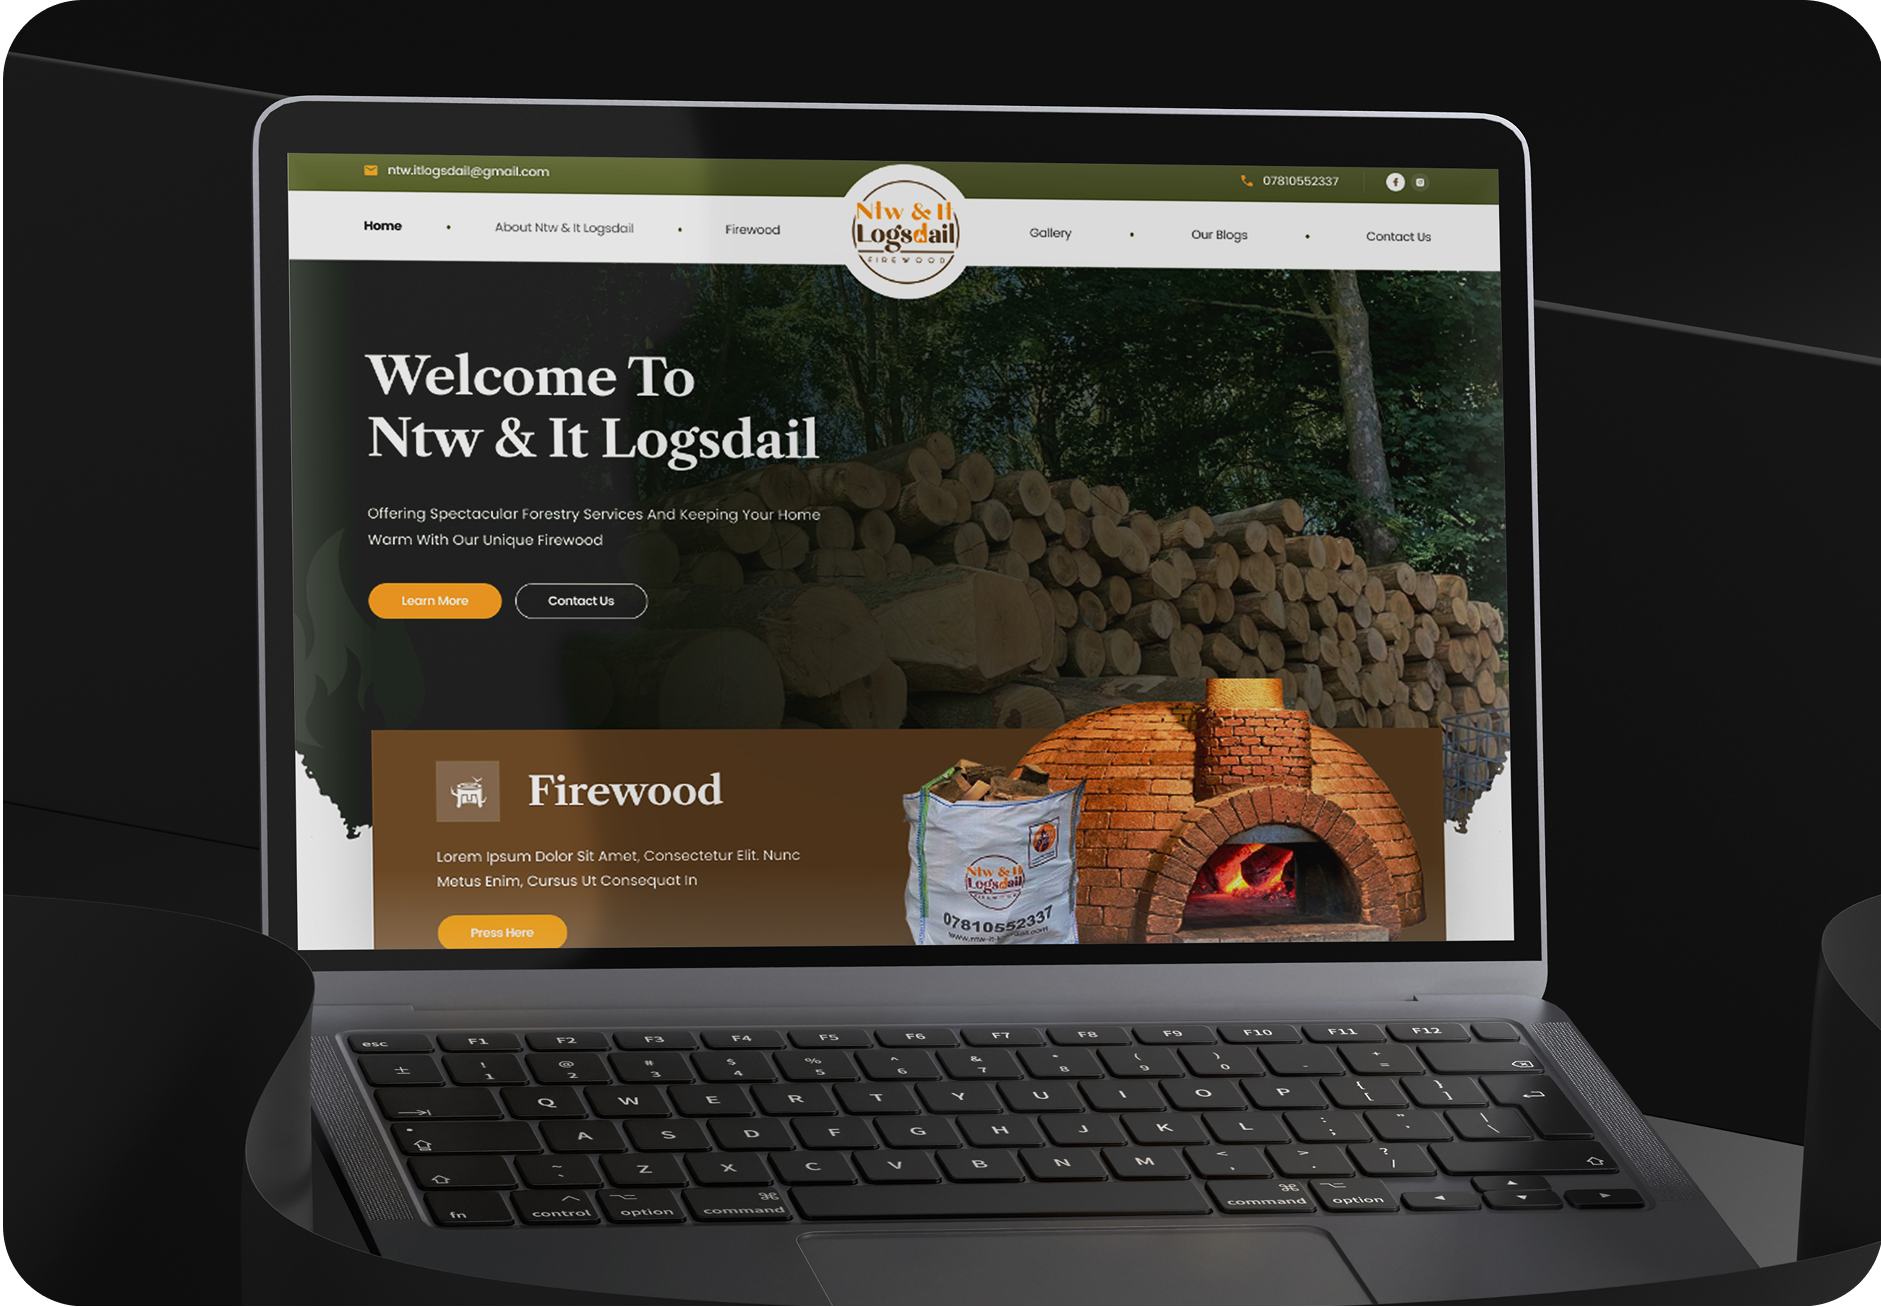 ntw.itlogsdail@gmail.com
07810552337
Home
About Ntw & It Logsdail
Firewood
Ntw & It
Logsdail
FIREWOOD
Gallery
Our Blogs
Contact Us
Welcome To
Ntw & It Logsdail
Offering Spectacular Forestry Services And Keeping Your Home
Warm With Our Unique Firewood
Learn More
Contact Us
Firewood
Lorem Ipsum Dolor Sit Amet, Consectetur Elit. Nunc
Metus Enim, Cursus Ut Consequat In
Press Here
Ntw & It
Logsdail
07810552337
esc F1 F2 F3 F4 F5 F6 F7 F8 F9 F10 F11 F12
± ! 1 @ 2 # 3 $ 4 % 5 ^ 6 & 7 * 8 ( 9 ) 0 - + =
Q W E R T Y U I O P { [ } ]
A S D F G H J K L : ; " ' | \
~ ` Z X C V B N M < , > . ? /
fn control option command command option